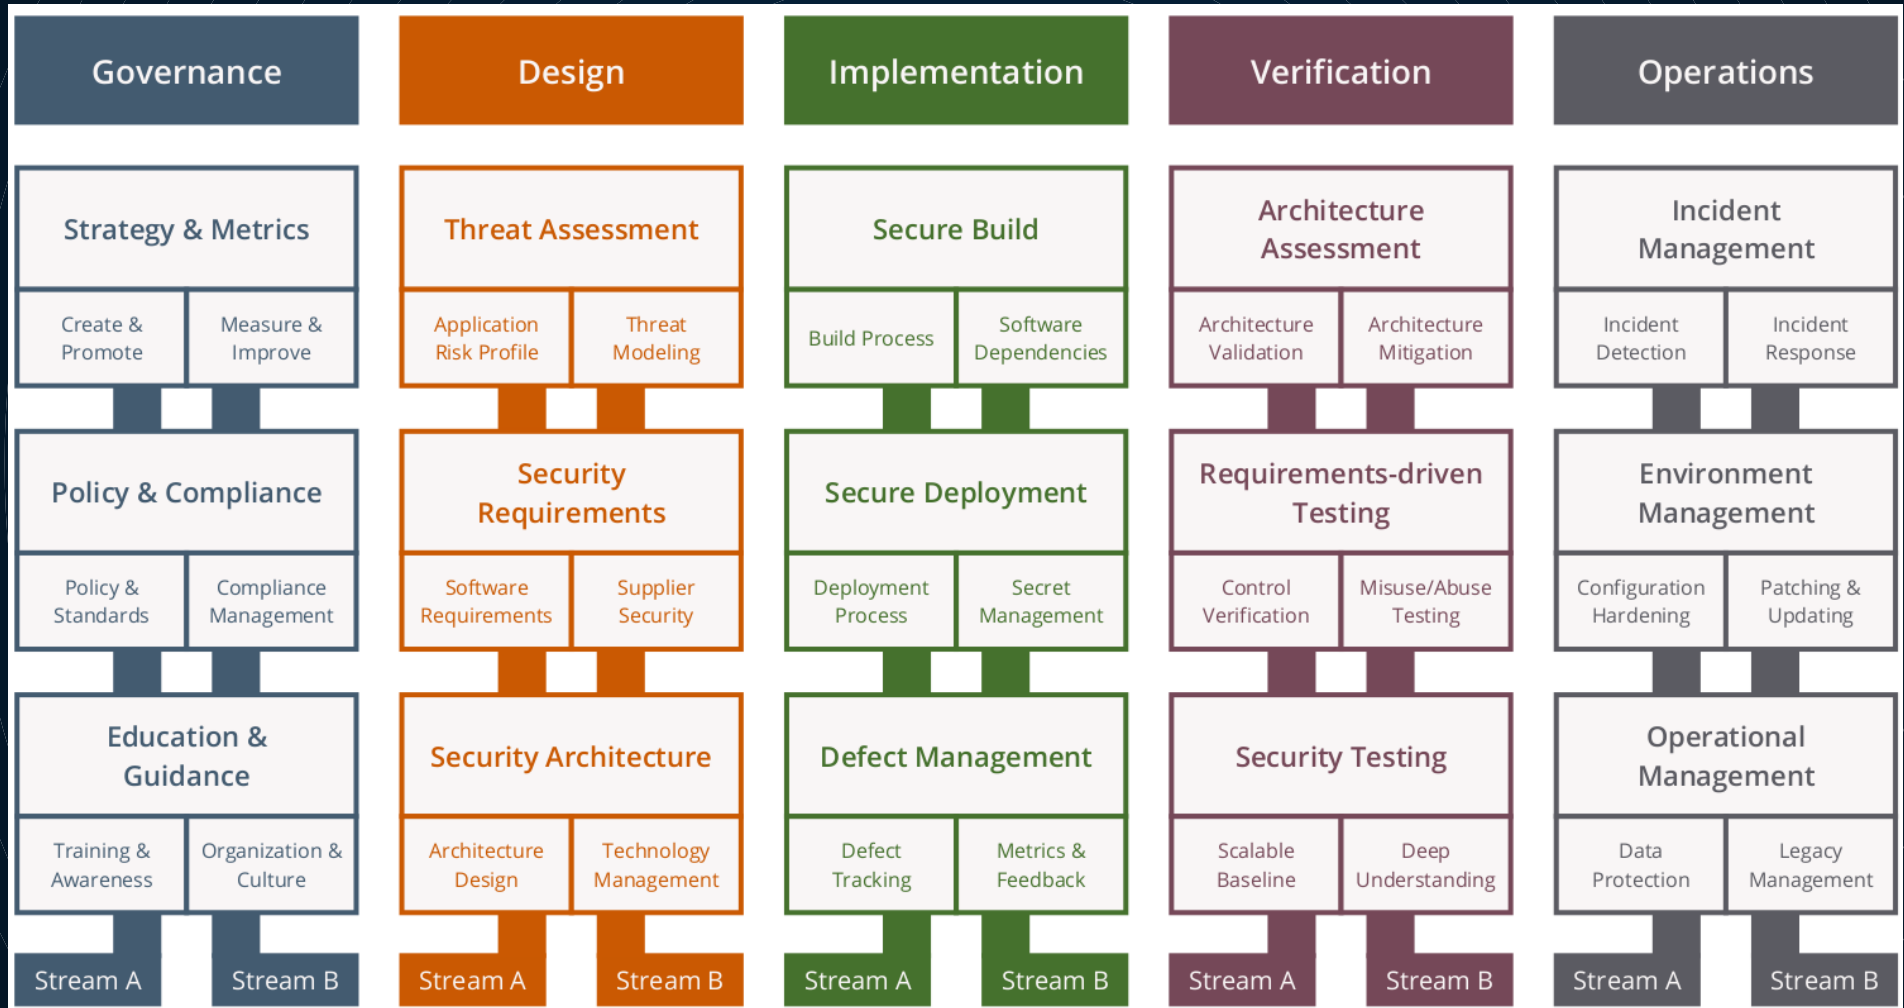 Governance
Design
Implementation
Verification
Operations
Strategy & Metrics
Create &
Promote
Measure &
Improve
Policy & Compliance
Policy &
Standards
Compliance
Management
Education &
Guidance
Training &
Awareness
Organization &
Culture
Stream A
Stream B
Threat Assessment
Application
Risk Profile
Threat
Modeling
Security
Requirements
Software
Requirements
Supplier
Security
Security Architecture
Architecture
Design
Technology
Management
Stream A
Stream B
Secure Build
Build Process
Software
Dependencies
Secure Deployment
Deployment
Process
Secret
Management
Defect Management
Defect
Tracking
Metrics &
Feedback
Stream A
Stream B
Architecture
Assessment
Architecture
Validation
Architecture
Mitigation
Requirements-driven
Testing
Control
Verification
Misuse/Abuse
Testing
Security Testing
Scalable
Baseline
Deep
Understanding
Stream A
Stream B
Incident
Management
Incident
Detection
Incident
Response
Environment
Management
Configuration
Hardening
Patching &
Updating
Operational
Management
Data
Protection
Legacy
Management
Stream A
Stream B